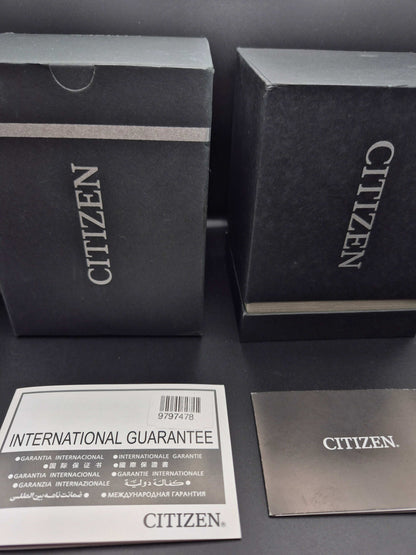 CITIZEN
CITIZEN
9797478
INTERNATIONAL GUARANTEE
●GARANTIA INTERNACIONAL ●INTERNATIONALE GARANTIE
●国际保证书 ●國際保證書
●GARANTÍA INTERNACIONAL ●GARANTIE INTERNATIONALE
●GARANZIA INTERNAZIONALE ●كفالة دولية
●МЕЖДУНАРОДНАЯ ГАРАНТИЯ
CITIZEN®
CITIZEN®